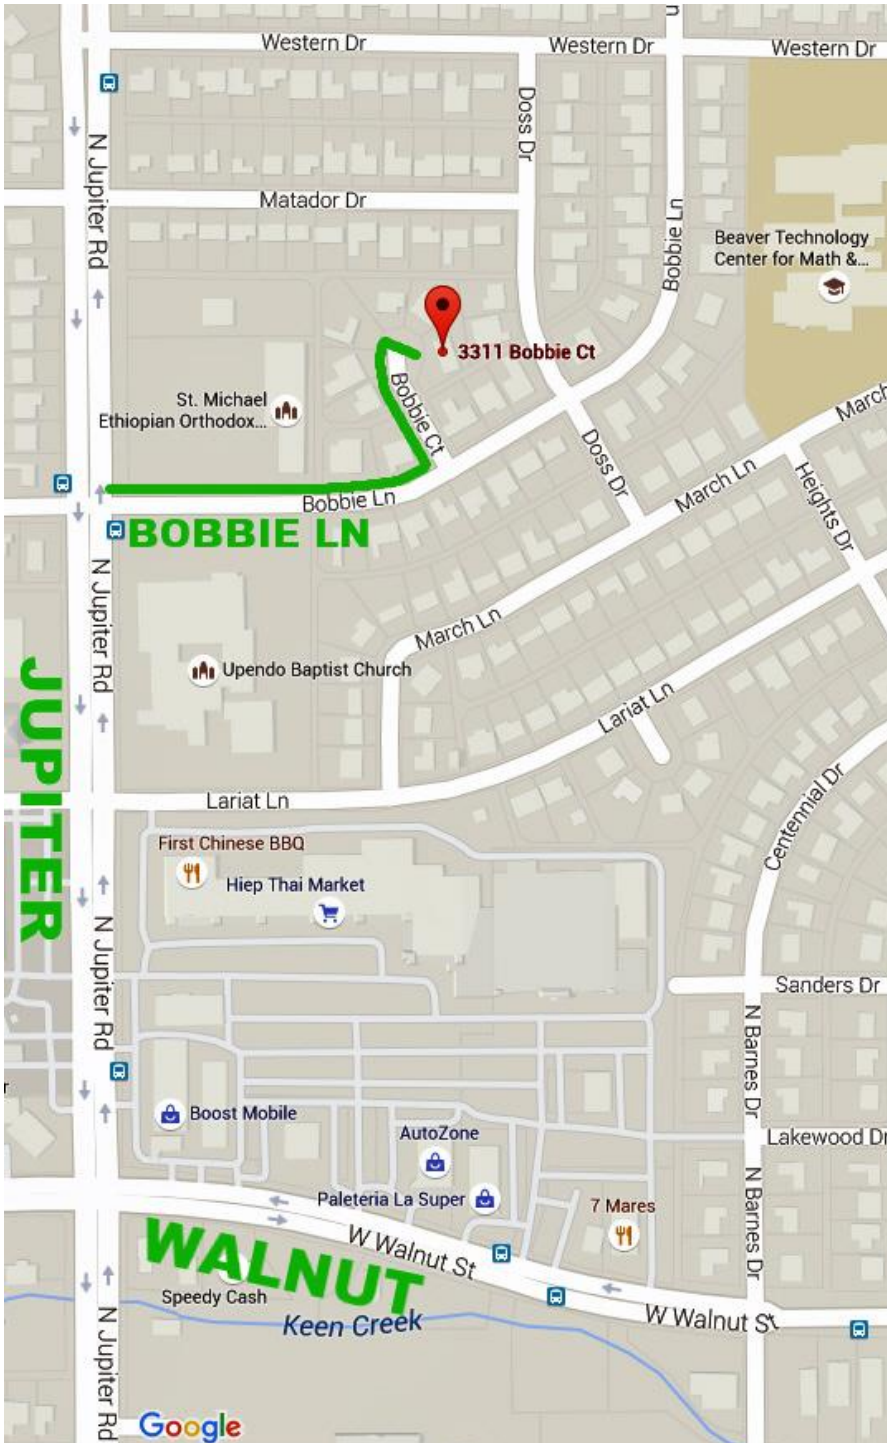 n
Western Dr
Western Dr
Western Dr
Doss Dr
N Jupiter Rd
Matador Dr
Bobbie Ln
Beaver Technology
Center for Math &...
3311 Bobbie Ct
Bobbie Ct
St. Michael
Ethiopian Orthodox...
March
Doss Dr
March Ln
Heights Dr
Bobbie Ln
BOBBIE LN
N Jupiter Rd
March Ln
Upendo Baptist Church
JUPITER
Lariat Ln
Lariat Ln
Centennial Dr
First Chinese BBQ
Hiep Thai Market
N Jupiter Rd
Sanders Dr
N Barnes Dr
r
Boost Mobile
AutoZone
Lakewood Dr
Paleteria La Super
7 Mares
N Barnes Dr
WALNUT
W Walnut St
Speedy Cash
Keen Creek
W Walnut St
N Jupiter Rd
Google